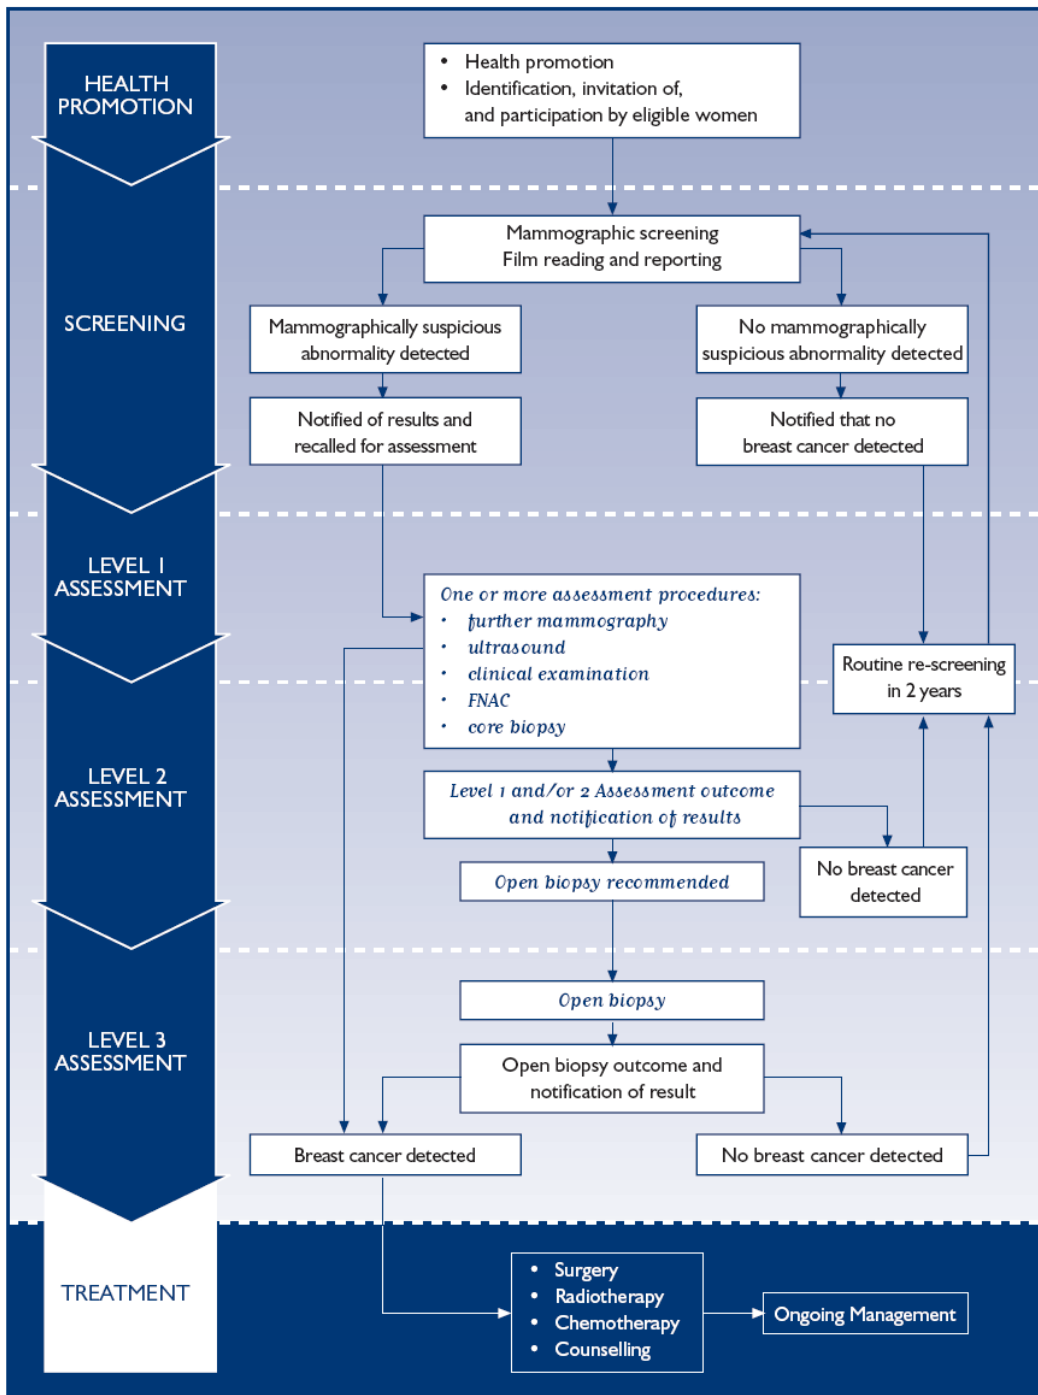 HEALTH
PROMOTION
• Health promotion
• Identification, invitation of,
and participation by eligible women
SCREENING
Mammographic screening
Film reading and reporting
Mammographically suspicious
abnormality detected
No mammographically
suspicious abnormality detected
Notified of results and
recalled for assessment
Notified that no
breast cancer detected
LEVEL 1
ASSESSMENT
One or more assessment procedures:
• further mammography
• ultrasound
• clinical examination
• FNAC
• core biopsy
Routine re-screening
in 2 years
LEVEL 2
ASSESSMENT
Level 1 and/or 2 Assessment outcome
and notification of results
No breast cancer
detected
Open biopsy recommended
LEVEL 3
ASSESSMENT
Open biopsy
Open biopsy outcome and
notification of result
Breast cancer detected
No breast cancer detected
TREATMENT
• Surgery
• Radiotherapy
• Chemotherapy
• Counselling
Ongoing Management